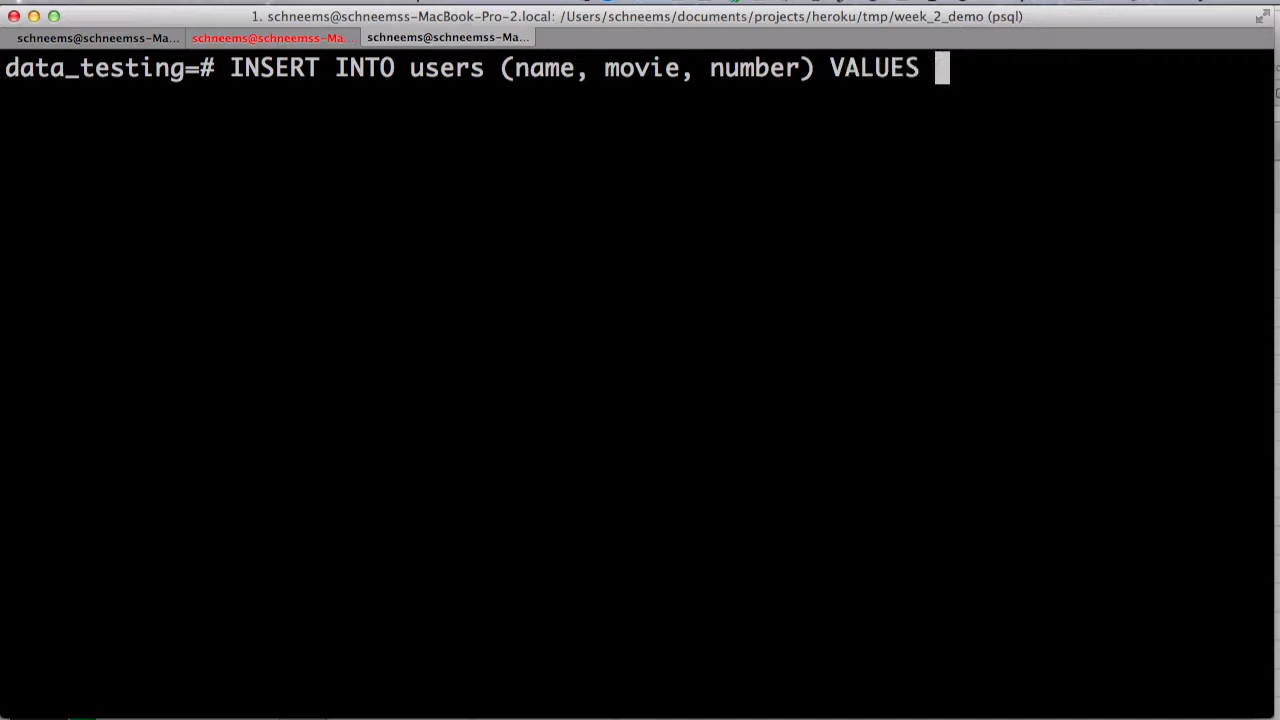 1. schneems@schneemss-MacBook-Pro-2.local: /Users/schneems/documents/projects/heroku/tmp/week_2_demo (psql)
schneems@schneemss-Ma... schneems@schneemss-Ma... schneems@schneemss-Ma...
data_testing=# INSERT INTO users (name, movie, number) VALUES